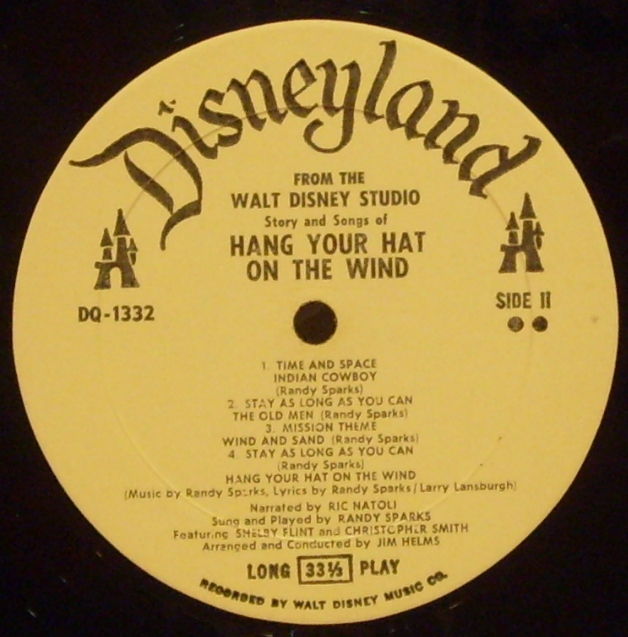 Disneyland
FROM THE
WALT DISNEY STUDIO
Story and Songs of
HANG YOUR HAT
ON THE WIND
DQ-1332
SIDE II
1. TIME AND SPACE
INDIAN COWBOY
(Randy Sparks)
2. STAY AS LONG AS YOU CAN
THE OLD MEN (Randy Sparks)
3. MISSION THEME
WIND AND SAND (Randy Sparks)
4. STAY AS LONG AS YOU CAN
(Randy Sparks)
HANG YOUR HAT ON THE WIND
(Music by Randy Sparks, Lyrics by Randy Sparks/Larry Lansburgh)
Narrated by RIC NATOLI
Sung and Played by RANDY SPARKS
Featuring SHELBY FLINT and CHRISTOPHER SMITH
Arranged and Conducted by JIM HELMS
LONG 33⅓ PLAY
RECORDED BY WALT DISNEY MUSIC CO.